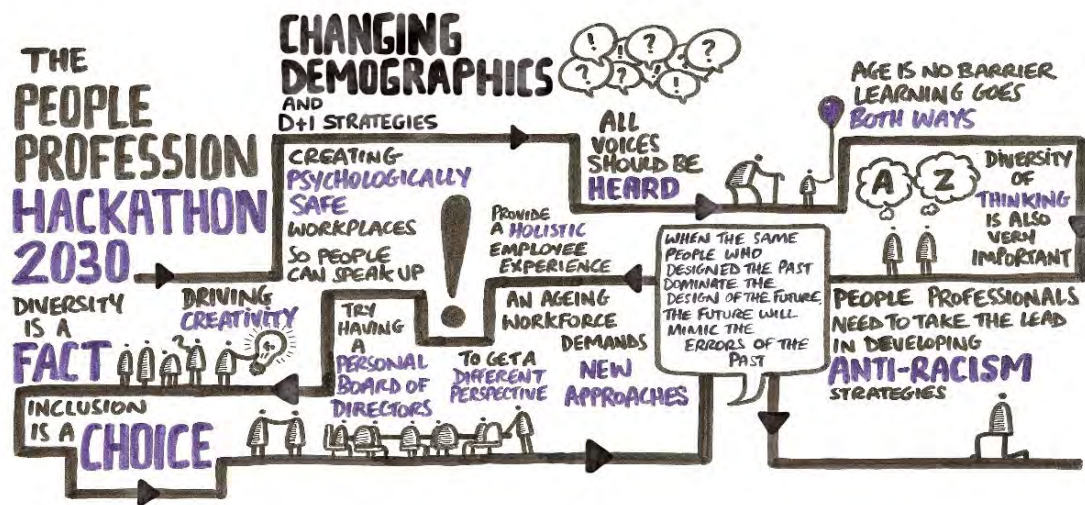 THE
PEOPLE
PROFESSION
HACKATHON
2030
CHANGING
DEMOGRAPHICS
AND
D+I STRATEGIES
CREATING
PSYCHOLOGICALLY
SAFE
WORKPLACES
SO PEOPLE
CAN SPEAK UP
!
! ? ?
? ? ! !
ALL
VOICES
SHOULD BE
HEARD
AGE IS NO BARRIER
LEARNING GOES
BOTH WAYS
A Z
DIVERSITY
OF
THINKING
IS ALSO
VERY
IMPORTANT
PROVIDE
A HOLISTIC
EMPLOYEE
EXPERIENCE
AN AGEING
WORKFORCE
DEMANDS
NEW
APPROACHES
TRY
HAVING
A
PERSONAL
BOARD OF
DIRECTORS
TO GET A
DIFFERENT
PERSPECTIVE
DRIVING
CREATIVITY
DIVERSITY
IS A
FACT
INCLUSION
IS A
CHOICE
WHEN THE SAME
PEOPLE WHO
DESIGNED THE PAST
DOMINATE THE
DESIGN OF THE FUTURE,
THE FUTURE WILL
MIMIC THE
ERRORS OF THE
PAST
PEOPLE PROFESSIONALS
NEED TO TAKE THE LEAD
IN DEVELOPING
ANTI-RACISM
STRATEGIES